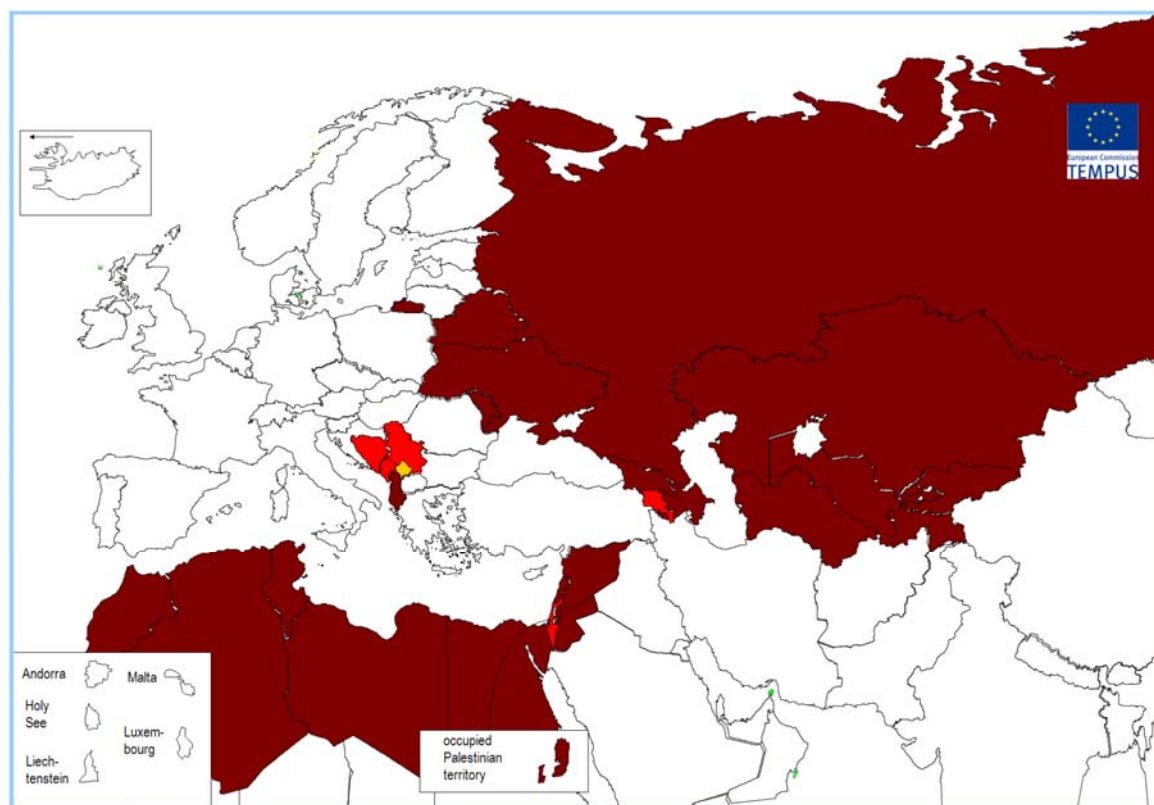 European Commission
TEMPUS
Andorra
Malta
Holy
See
Luxem-
bourg
Liech-
tenstein
occupied
Palestinian
territory